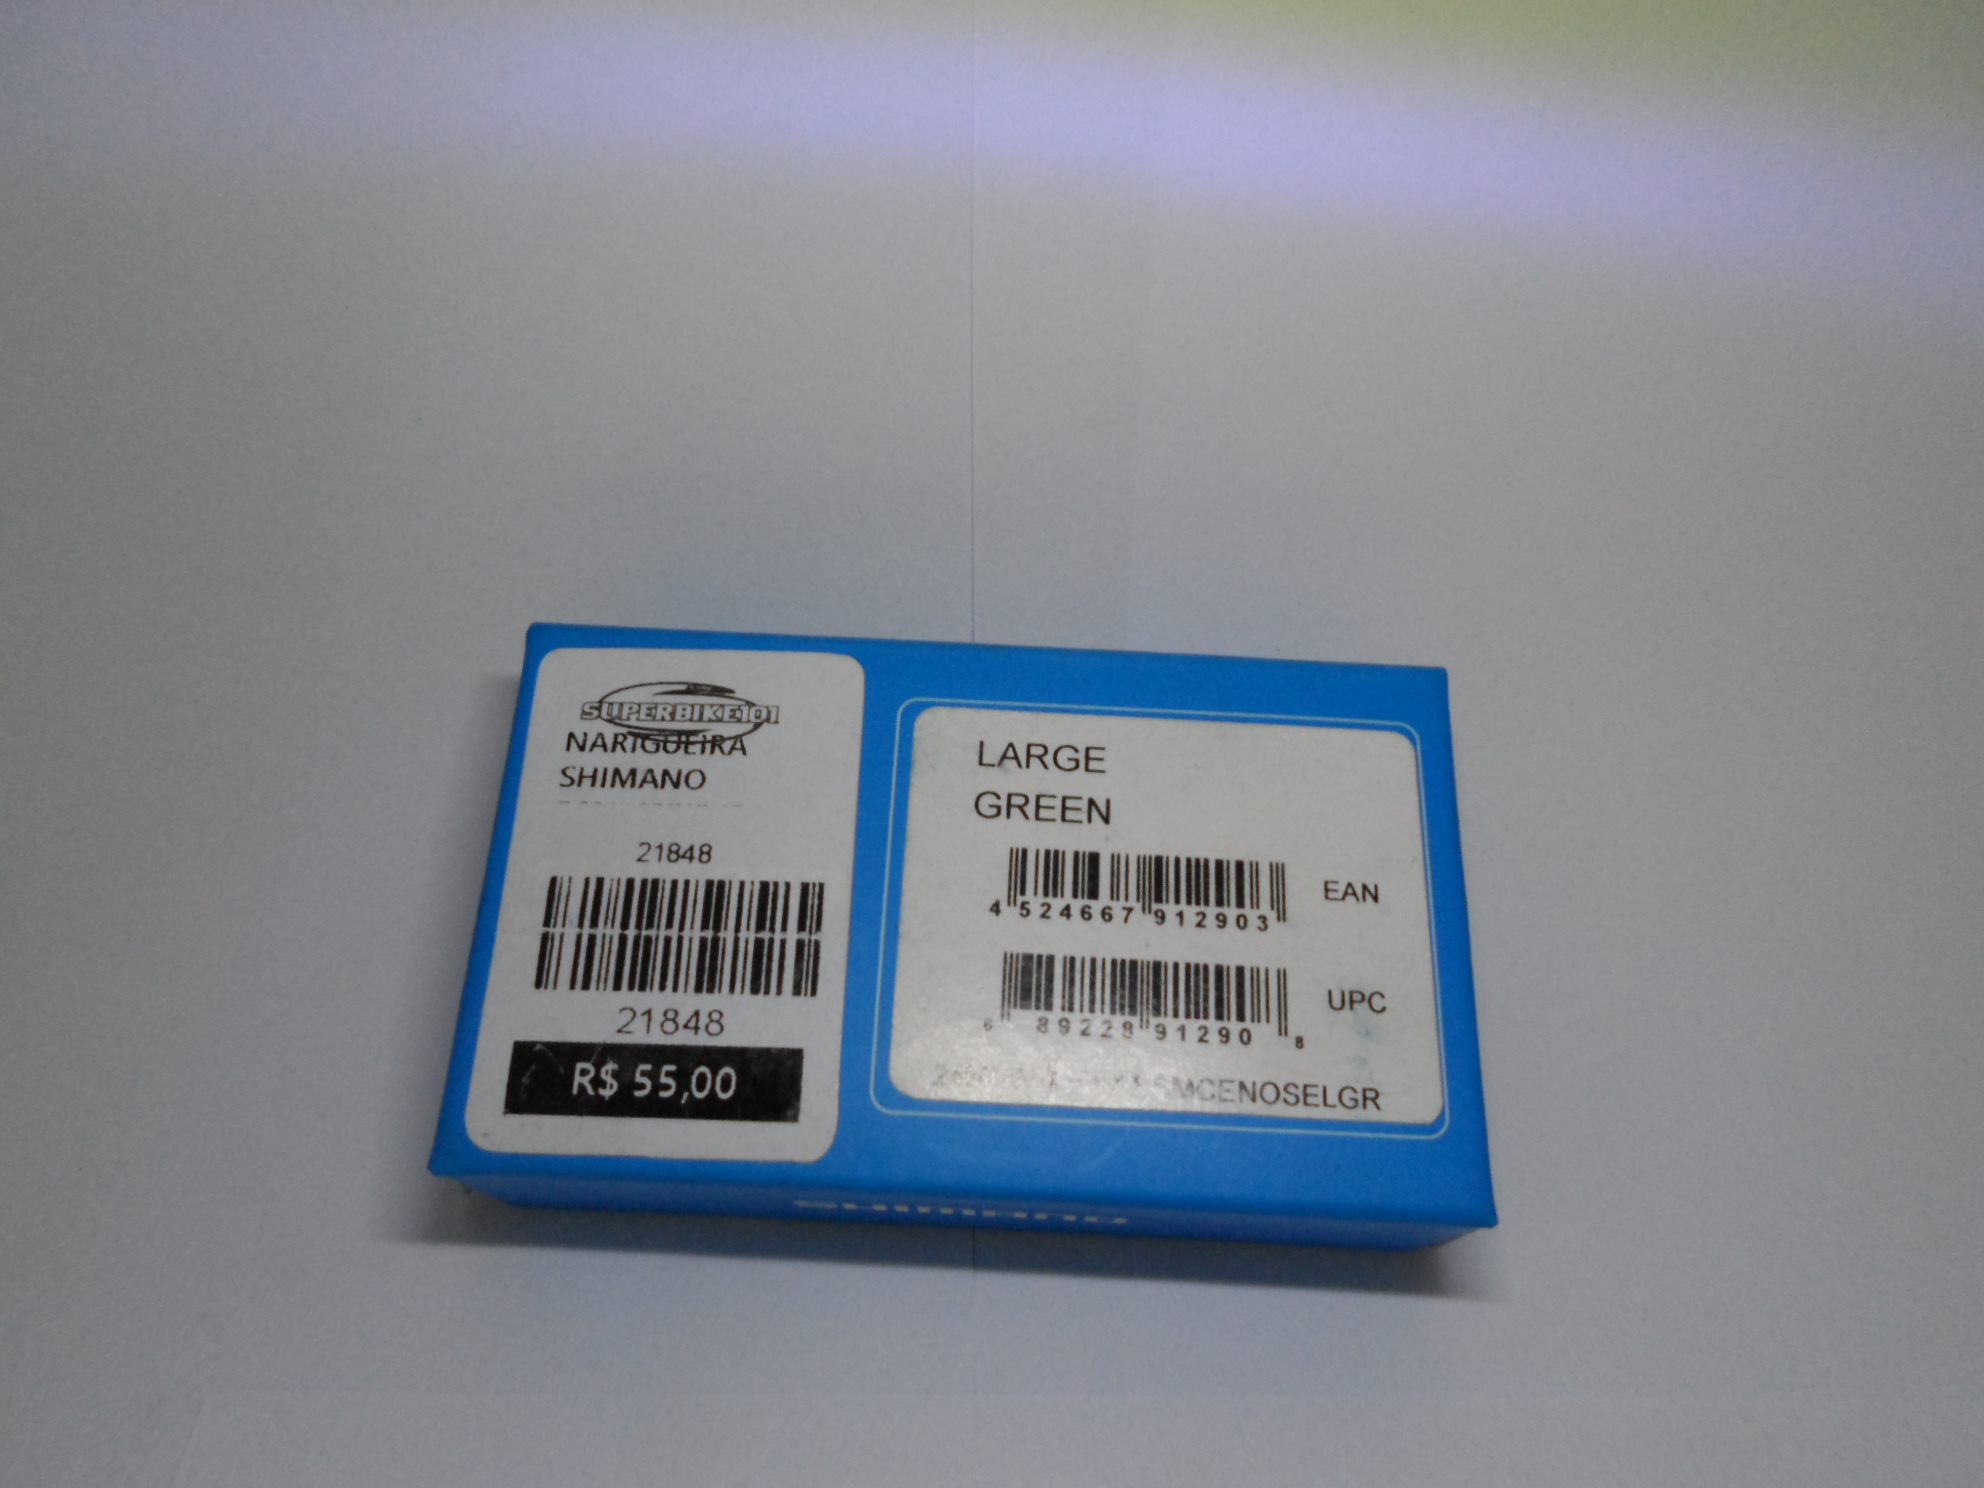 SUPERBIKE101
NARIGUEIRA
SHIMANO
21848
21848
R$ 55,00
LARGE
GREEN
4 524667 912903
EAN
6 89228 91290 8
UPC
SMCENOSELGR
SHIMANO